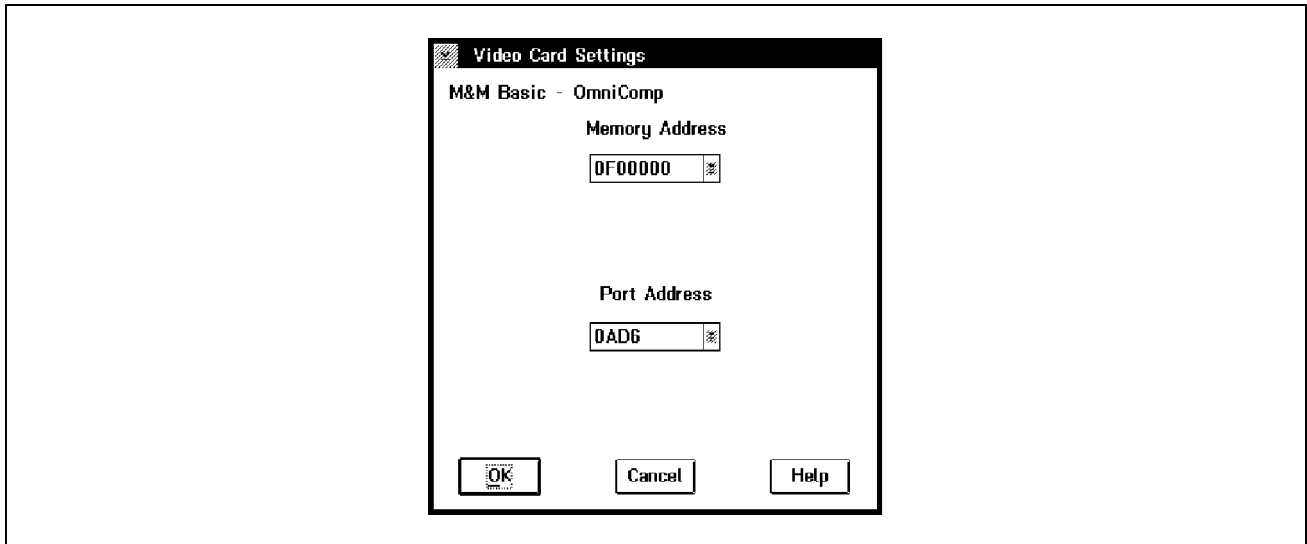 Video Card Settings
M&M Basic - OmniComp
Memory Address
0F00000
Port Address
0AD6
OK Cancel Help